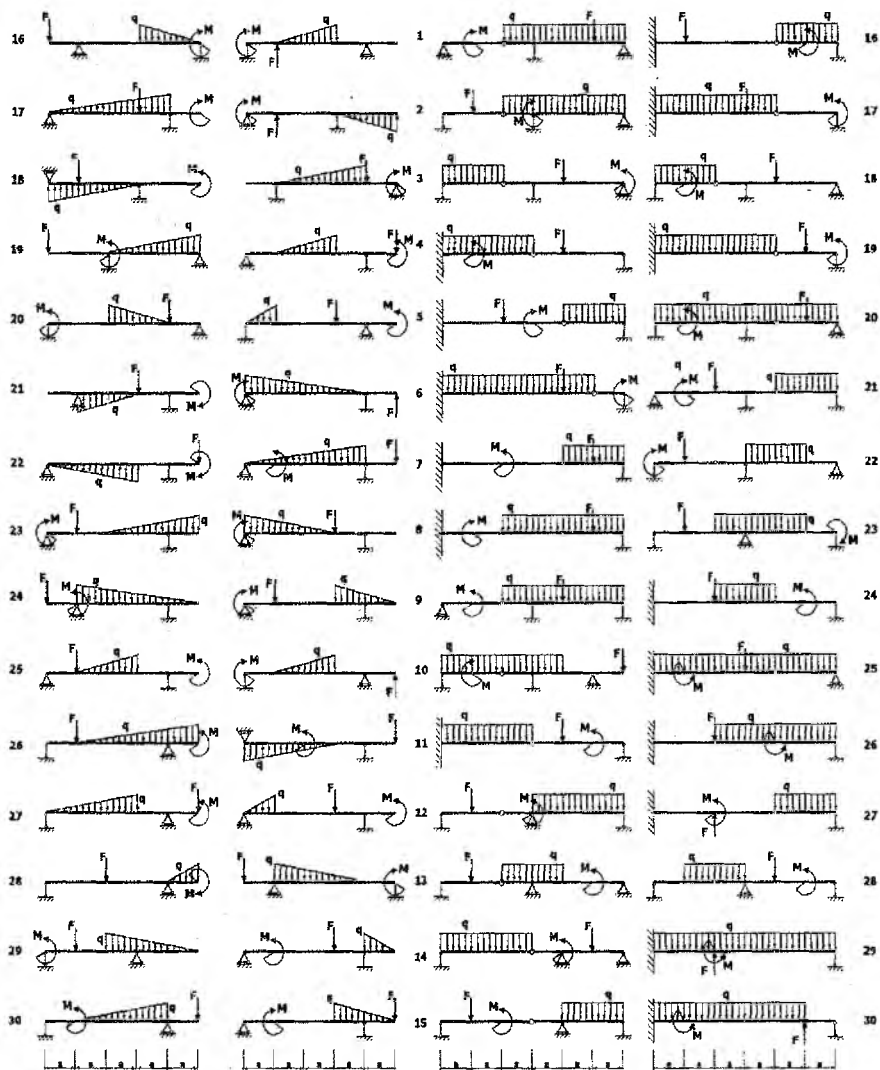 16 F q M M F q 1 M q F F M q 16
17 q F M M F q 2 F M q q F M 17
18 q F M q F M 3 q F M q M F 18
19 F M q q F M 4 q M F q F M 19
20 M q F q F M 5 F M q q M F 20
21 q F M M q F 6 q F M q M F q 21
22 q F M q M F 7 M q F M F q 22
23 M F q M q F 8 M q F F q M 23
24 F M q M F q 9 M q F F q M 24
25 F q M M q F 10 q M F q M F q 25
26 F q M q M F 11 q F M F q M 26
27 q F M q F M 12 F M q M F q 27
28 F q M F q M 13 F q M q F M 28
29 M F q M F q 14 q M F q F M 29
30 M q F M q F 15 F M q q M F 30